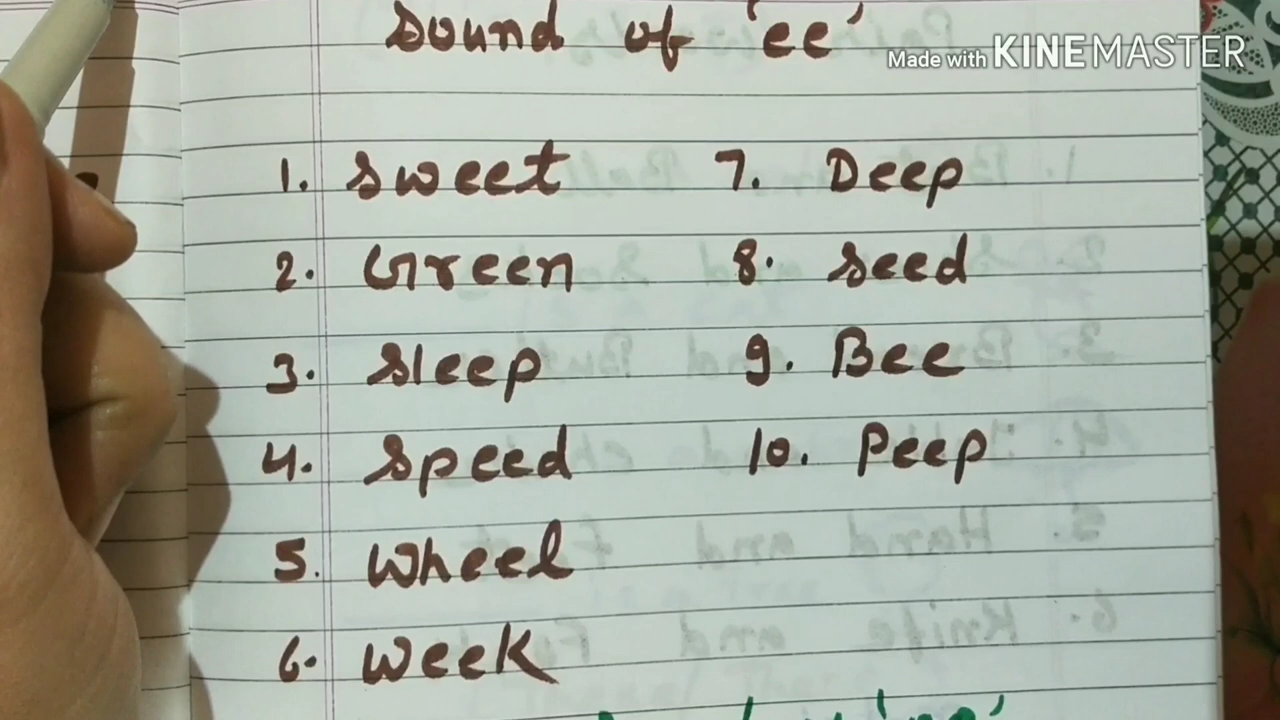 Sound of 'ee'
Made with KINEMASTER
1. Sweet
2. Green
3. Sleep
4. Speed
5. Wheel
6. Week
7. Deep
8. Seed
9. Bee
10. Peep